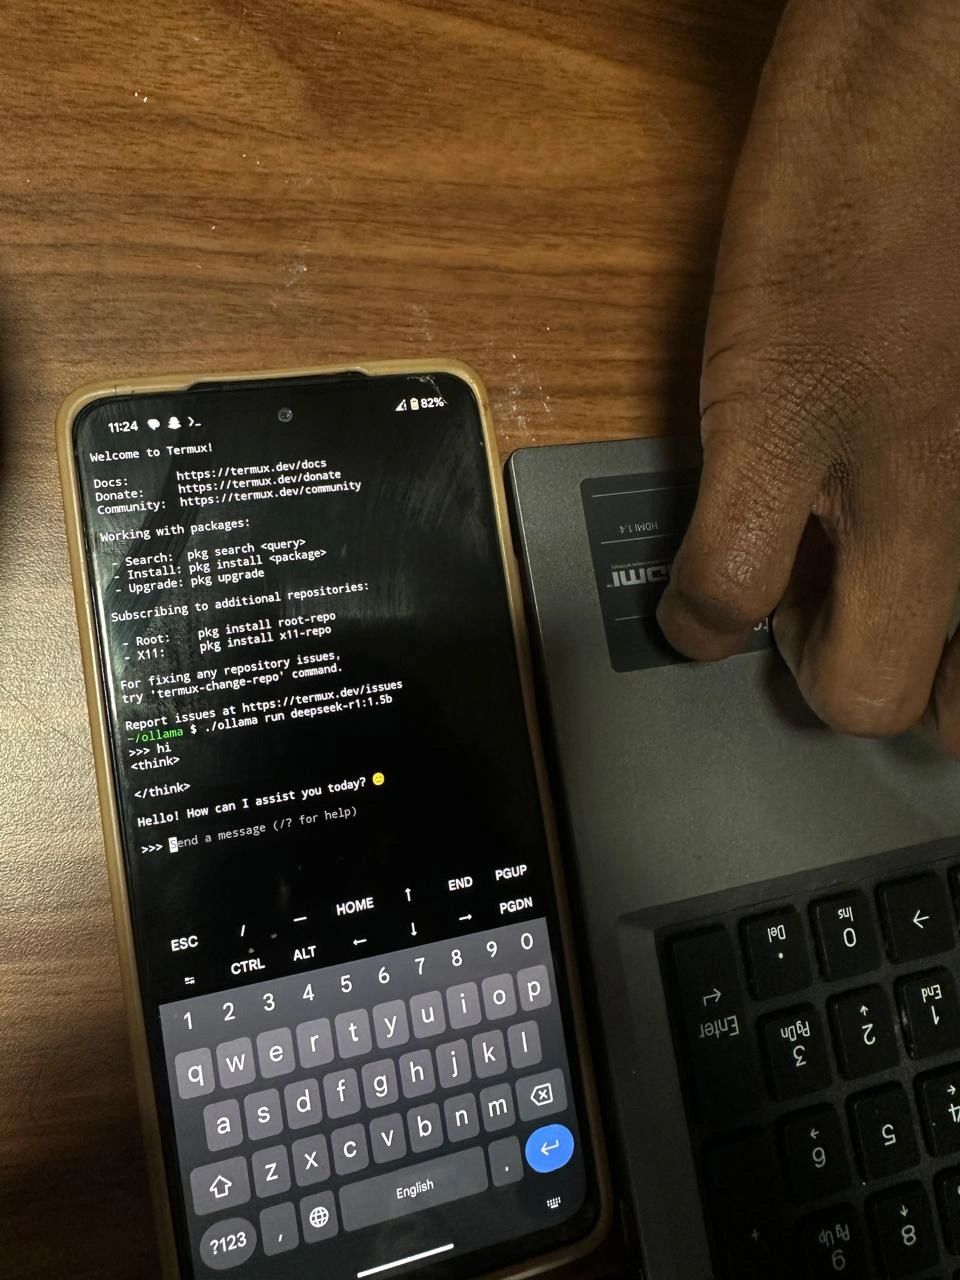 11:24
82%
Welcome to Termux!
Docs: https://termux.dev/docs
Donate: https://termux.dev/donate
Community: https://termux.dev/community
Working with packages:
- Search: pkg search <query>
- Install: pkg install <package>
- Upgrade: pkg upgrade
Subscribing to additional repositories:
- Root: pkg install root-repo
- X11: pkg install x11-repo
For fixing any repository issues,
try 'termux-change-repo' command.
Report issues at https://termux.dev/issues
~/ollama $ ./ollama run deepseek-r1:1.5b
>>> hi
<think>
</think>
Hello! How can I assist you today? 😊
>>> Send a message (/? for help)
ESC / — HOME ↑ END PGUP
↹ CTRL ALT ← ↓ → PGDN
1 2 3 4 5 6 7 8 9 0
q w e r t y u i o p
a s d f g h j k l
z x c v b n m
?123 , English .
HDMI 1.4
HDMI
Del .
Ins 0
Enter
PgDn 3
2
End 1
6
5
4
+
Pg Up 9
8